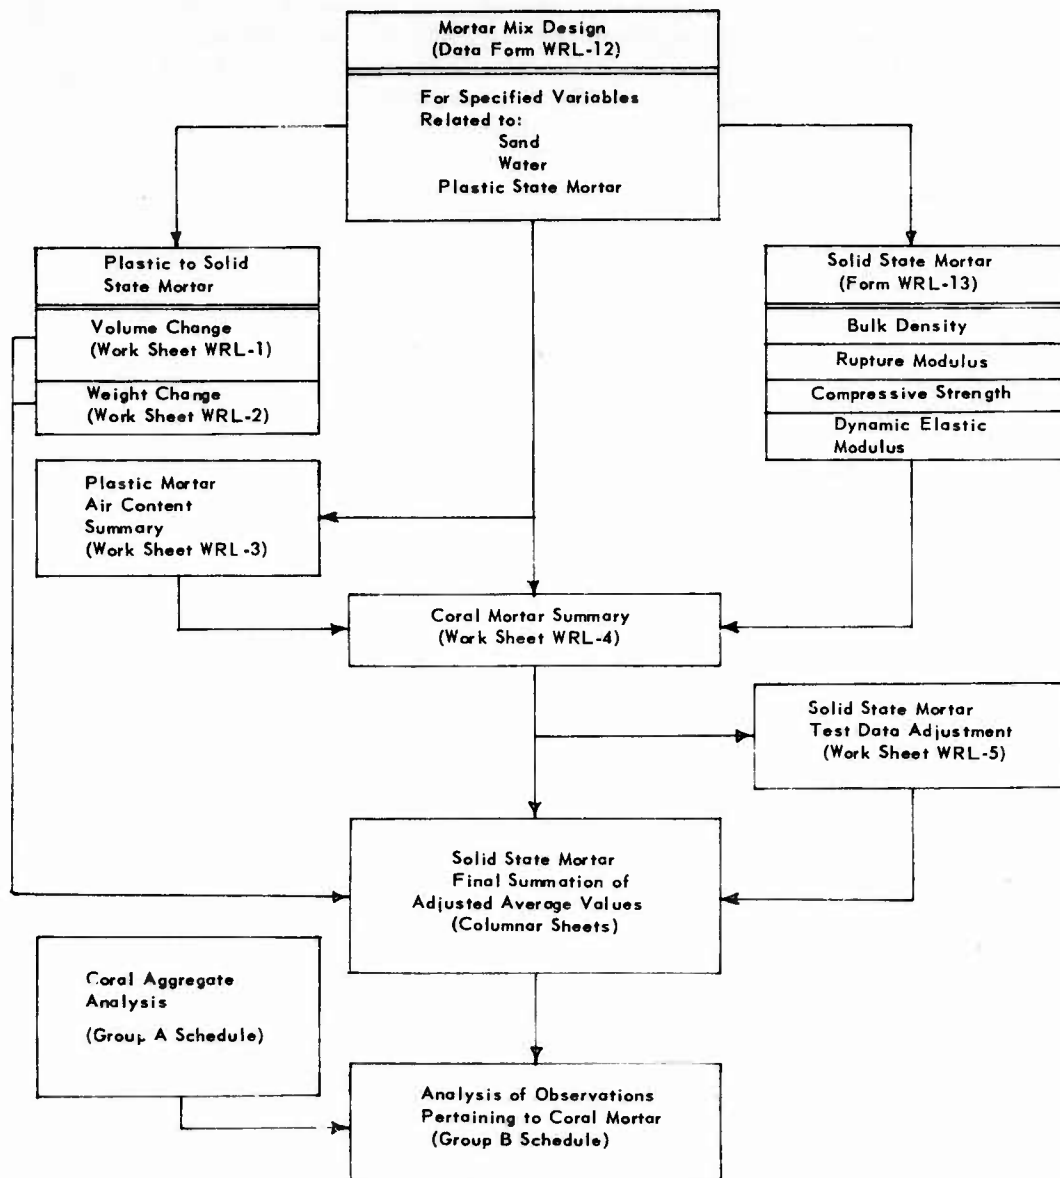 Mortar Mix Design
(Data Form WRL-12)
For Specified Variables
Related to:
Sand
Water
Plastic State Mortar
Plastic to Solid
State Mortar
Volume Change
(Work Sheet WRL-1)
Weight Change
(Work Sheet WRL-2)
Solid State Mortar
(Form WRL-13)
Bulk Density
Rupture Modulus
Compressive Strength
Dynamic Elastic
Modulus
Plastic Mortar
Air Content
Summary
(Work Sheet WRL-3)
Coral Mortar Summary
(Work Sheet WRL-4)
Solid State Mortar
Test Data Adjustment
(Work Sheet WRL-5)
Solid State Mortar
Final Summation of
Adjusted Average Values
(Columnar Sheets)
Coral Aggregate
Analysis
(Group A Schedule)
Analysis of Observations
Pertaining to Coral Mortar
(Group B Schedule)